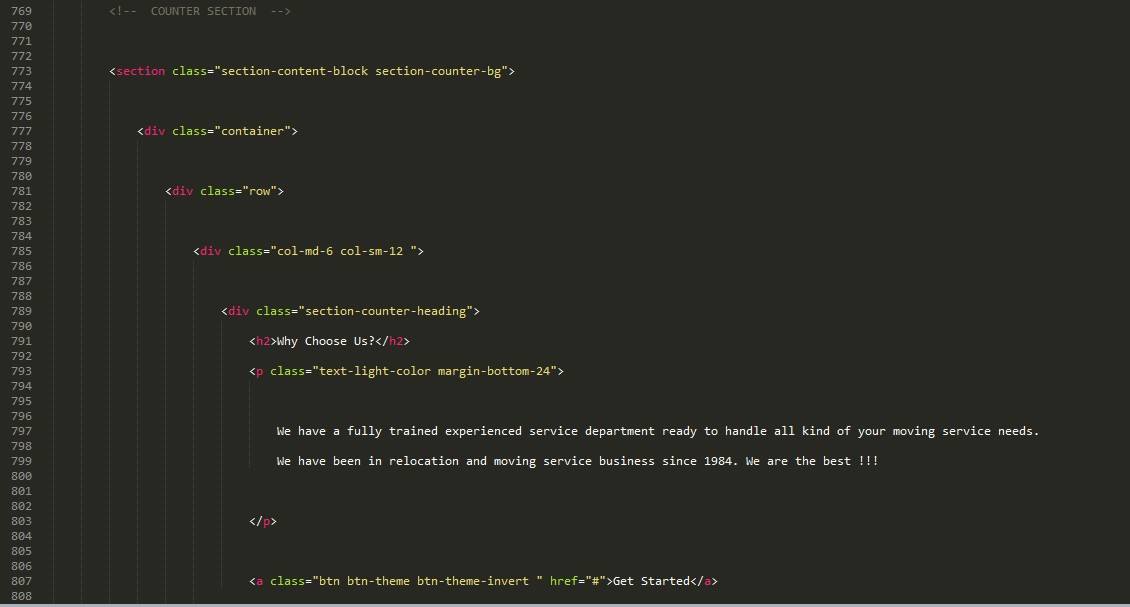 769 <!--  COUNTER SECTION  -->
770
771
772
773 <section class="section-content-block section-counter-bg">
774
775
776
777 <div class="container">
778
779
780
781 <div class="row">
782
783
784
785 <div class="col-md-6 col-sm-12 ">
786
787
788
789 <div class="section-counter-heading">
790
791 <h2>Why Choose Us?</h2>
792
793 <p class="text-light-color margin-bottom-24">
794
795
796
797 We have a fully trained experienced service department ready to handle all kind of your moving service needs.
798
799 We have been in relocation and moving service business since 1984. We are the best !!!
800
801
802
803 </p>
804
805
806
807 <a class="btn btn-theme btn-theme-invert " href="#">Get Started</a>
808